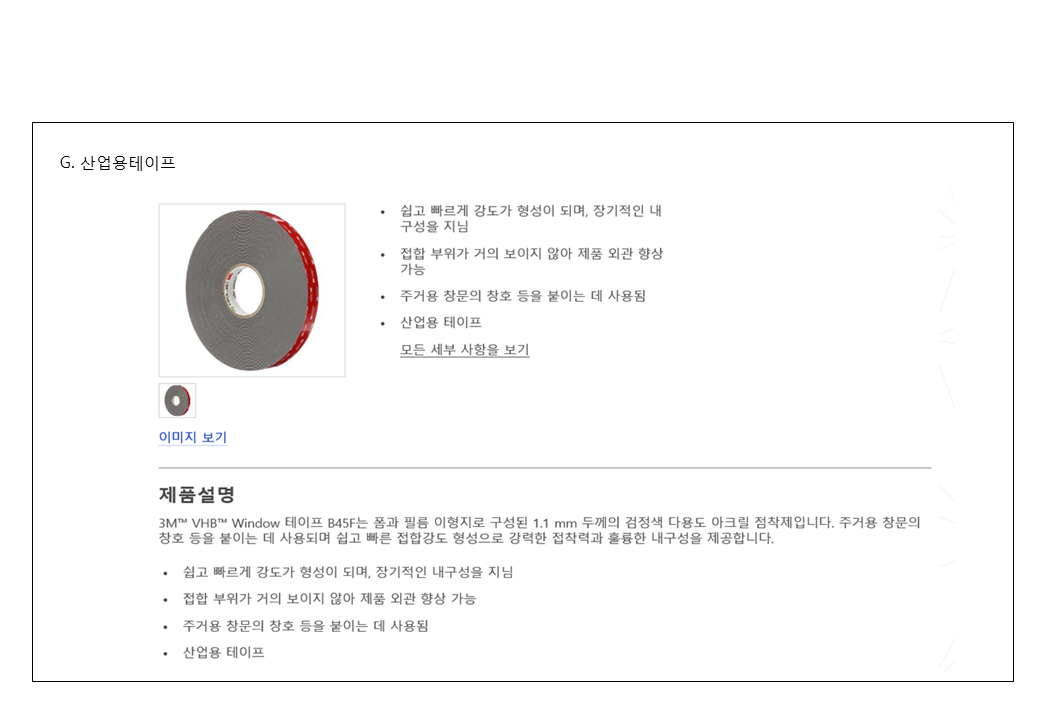 G. 산업용테이프
• 쉽고 빠르게 강도가 형성이 되며, 장기적인 내
구성을 지님
• 접합 부위가 거의 보이지 않아 제품 외관 향상
가능
• 주거용 창문의 창호 등을 붙이는 데 사용됨
• 산업용 테이프
모든 세부 사항을 보기
이미지 보기
제품설명
3M™ VHB™ Window 테이프 B45F는 폼과 필름 이형지로 구성된 1.1 mm 두께의 검정색 다용도 아크릴 점착제입니다. 주거용 창문의
창호 등을 붙이는 데 사용되며 쉽고 빠른 접합강도 형성으로 강력한 접착력과 훌륭한 내구성을 제공합니다.
• 쉽고 빠르게 강도가 형성이 되며, 장기적인 내구성을 지님
• 접합 부위가 거의 보이지 않아 제품 외관 향상 가능
• 주거용 창문의 창호 등을 붙이는 데 사용됨
• 산업용 테이프